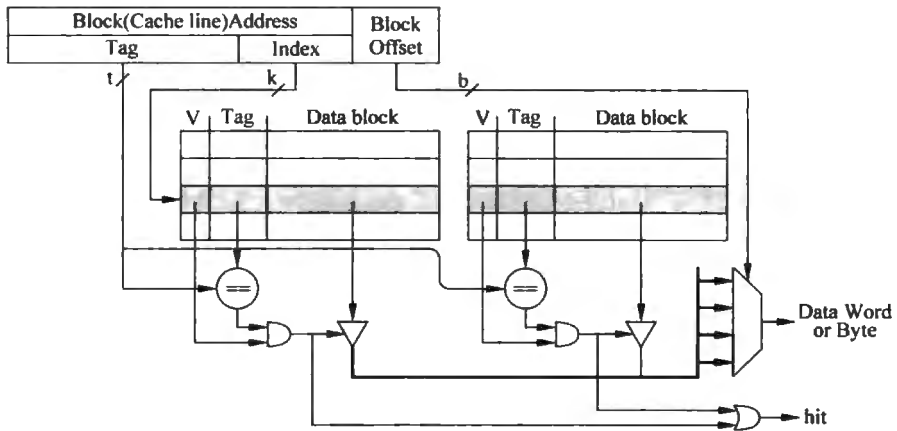 Block(Cache line)Address
Block
Offset
Tag
Index
t
k
b
V
Tag
Data block
V
Tag
Data block
==
==
Data Word
or Byte
hit